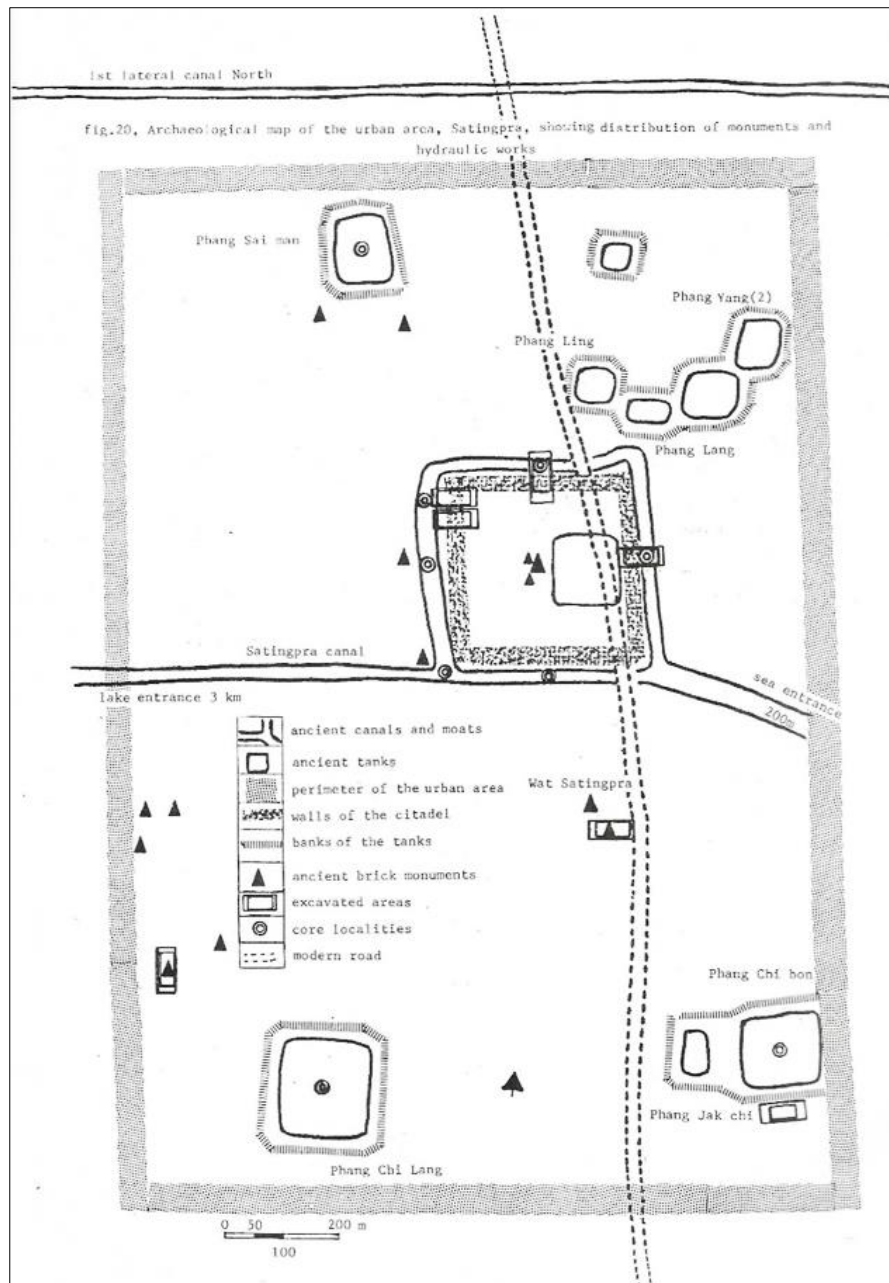 1st lateral canal North
fig.20, Archaeological map of the urban area, Satingpra, showing distribution of monuments and
hydraulic works
Phang Sai man
Phang Yang(2)
Phang Ling
Phang Lang
Satingpra canal
lake entrance 3 km
sea entrance
200m
ancient canals and moats
ancient tanks
perimeter of the urban area
walls of the citadel
banks of the tanks
ancient brick monuments
excavated areas
core localities
modern road
Wat Satingpra
Phang Chi bon
Phang Jak chi
Phang Chi Lang
0 50 200 m
100